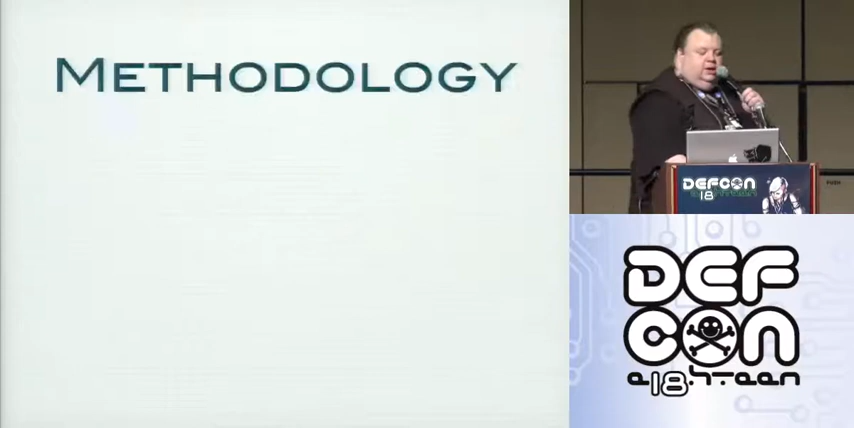 METHODOLOGY
DEFCON
18
DEF
CON
e18hteen